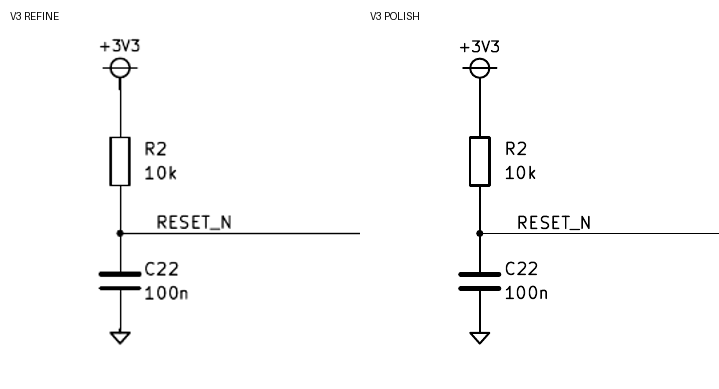 V3 REFINE
+3V3
R2
10k
RESET_N
C22
100n
V3 POLISH
+3V3
R2
10k
RESET_N
C22
100n